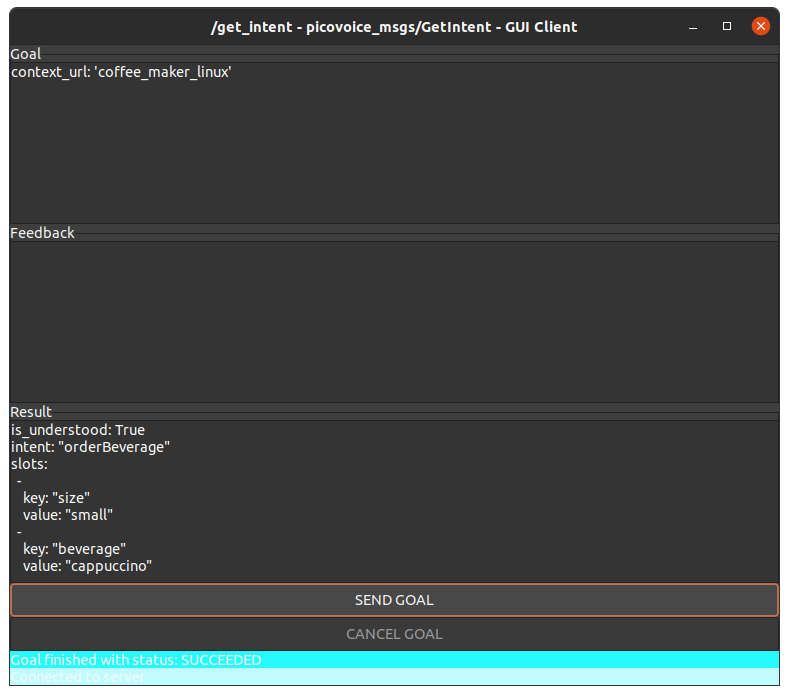 /get_intent - picovoice_msgs/GetIntent - GUI Client
Goal
context_url: 'coffee_maker_linux'
Feedback
Result
is_understood: True
intent: "orderBeverage"
slots:
-
key: "size"
value: "small"
-
key: "beverage"
value: "cappuccino"
SEND GOAL
CANCEL GOAL
Goal finished with status: SUCCEEDED
Connected to server